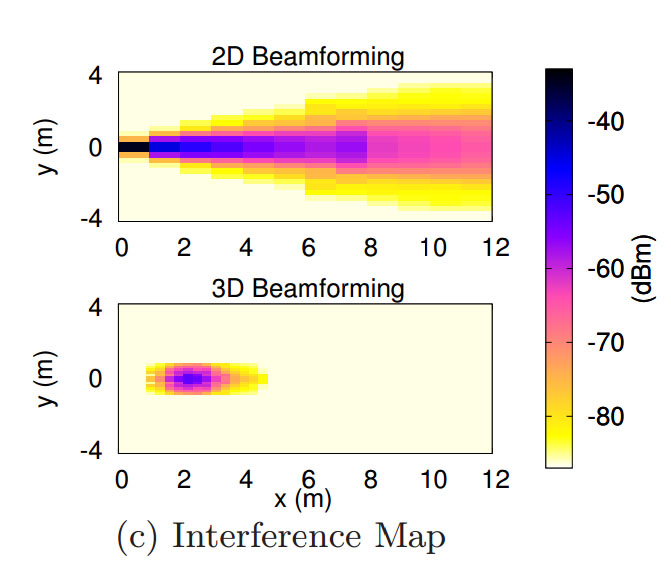 2D Beamforming
4
0
-4
y (m)
0 2 4 6 8 10 12
3D Beamforming
4
0
-4
y (m)
0 2 4 6 8 10 12
x (m)
-40
-50
-60
-70
-80
(dBm)
(c) Interference Map